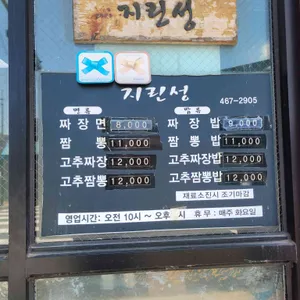 지린성
지린성
467-2905
면류 밥류
짜장면 8,000 짜장밥 9,000
짬뽕 11,000 짬뽕밥 11,000
고추짜장 12,000 고추짜장밥 12,000
고추짬뽕 12,000 고추짬뽕밥 12,000
재료소진시 조기마감
영업시간: 오전 10시 ~ 오후 시 휴무: 매주 화요일